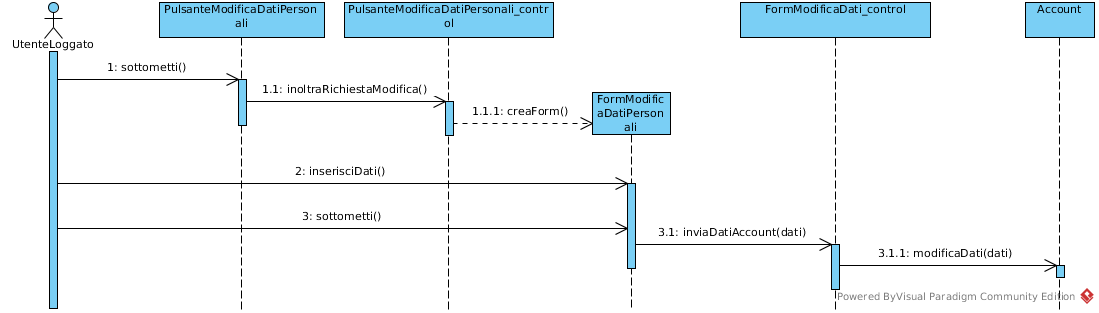 PulsanteModificaDatiPerson
ali
PulsanteModificaDatiPersonali_contr
ol
FormModificaDati_control
Account
UtenteLoggato
1: sottometti()
1.1: inoltraRichiestaModifica()
1.1.1: creaForm()
FormModific
aDatiPerson
ali
2: inserisciDati()
3: sottometti()
3.1: inviaDatiAccount(dati)
3.1.1: modificaDati(dati)
Powered ByVisual Paradigm Community Edition